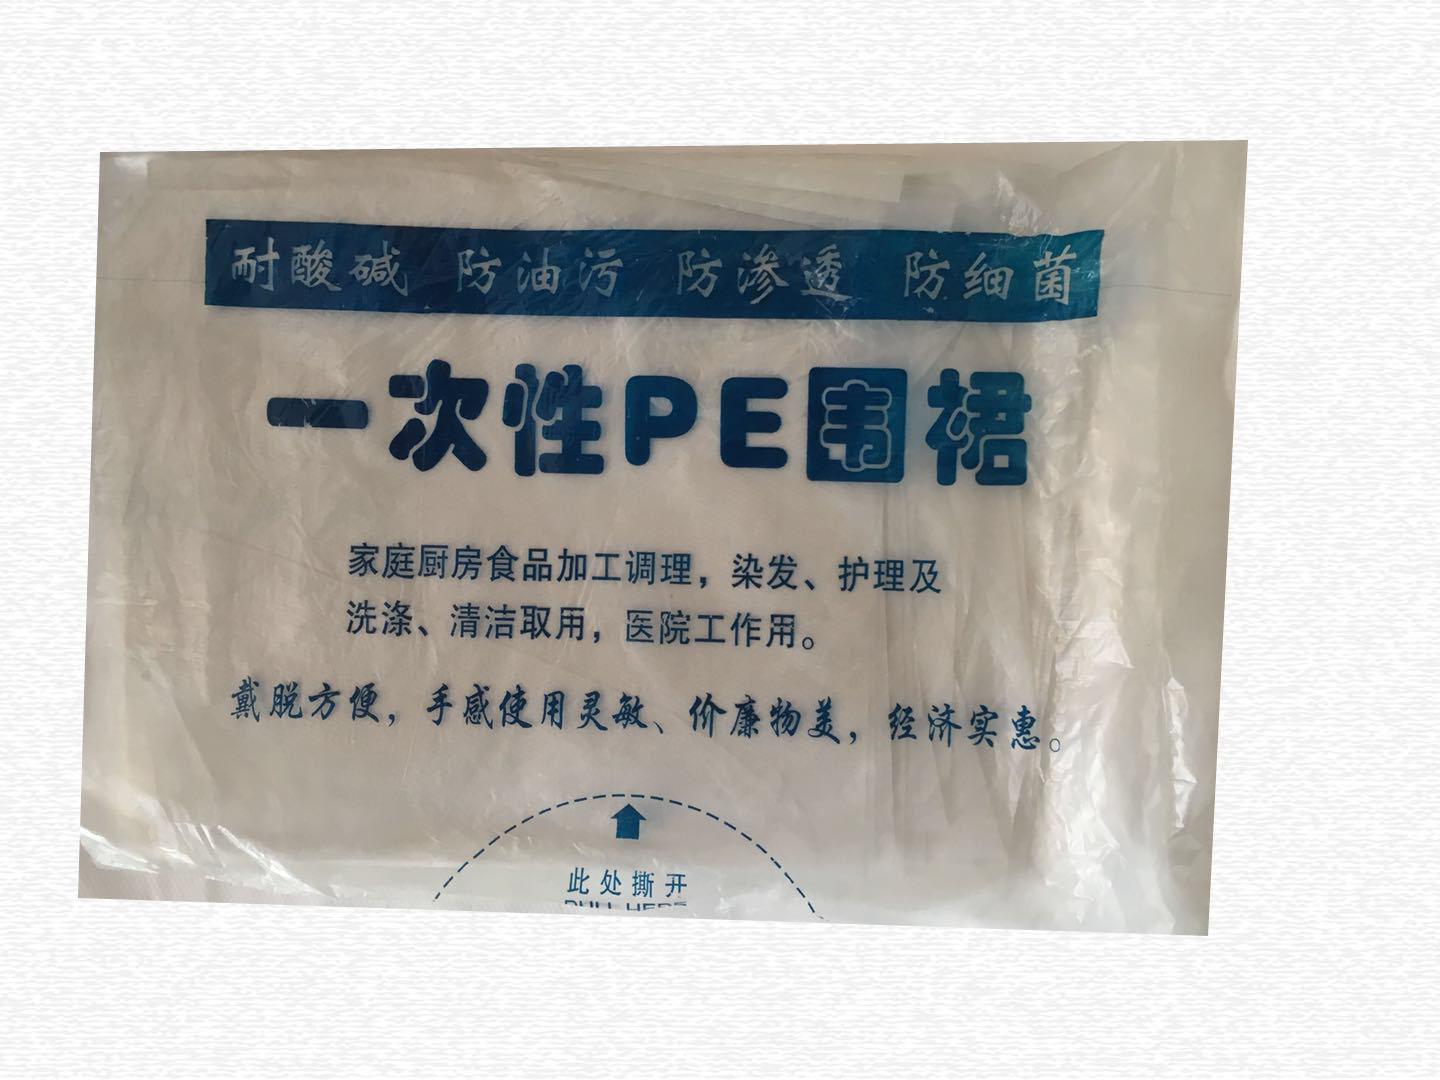 耐酸碱 防油污 防渗透 防细菌
一次性PE围裙
家庭厨房食品加工调理，染发、护理及
洗涤、清洁取用，医院工作用。
戴脱方便，手感使用灵敏、价廉物美，经济实惠。
此处撕开
PULL HERE